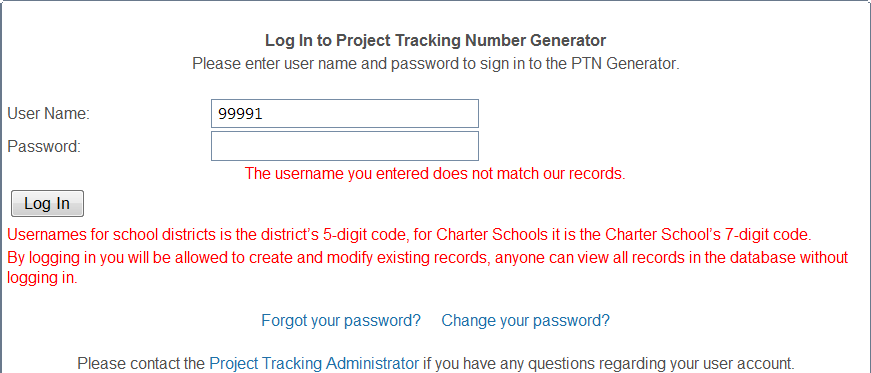 Log In to Project Tracking Number Generator
Please enter user name and password to sign in to the PTN Generator.
User Name: 99991
Password:
The username you entered does not match our records.
Log In
Usernames for school districts is the district's 5-digit code, for Charter Schools it is the Charter School's 7-digit code.
By logging in you will be allowed to create and modify existing records, anyone can view all records in the database without
logging in.
Forgot your password? Change your password?
Please contact the Project Tracking Administrator if you have any questions regarding your user account.